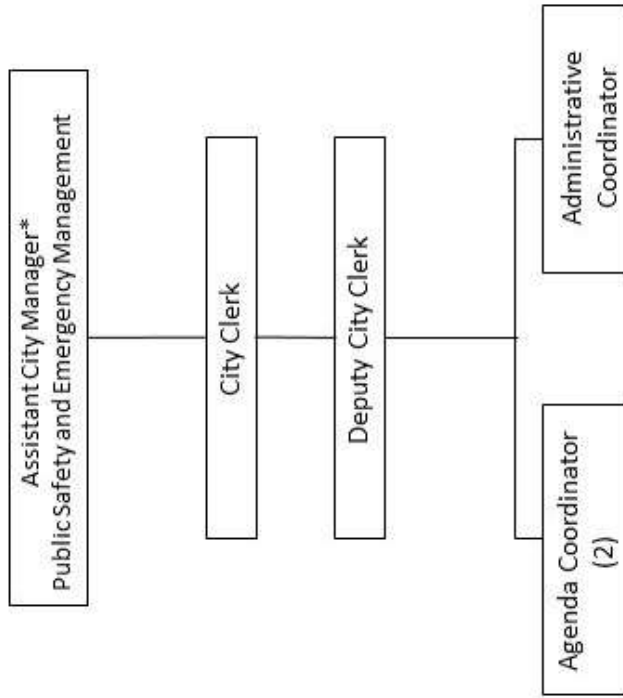 Assistant City Manager*
Public Safety and Emergency Management
City Clerk
Deputy City Clerk
Agenda Coordinator
(2)
Administrative
Coordinator